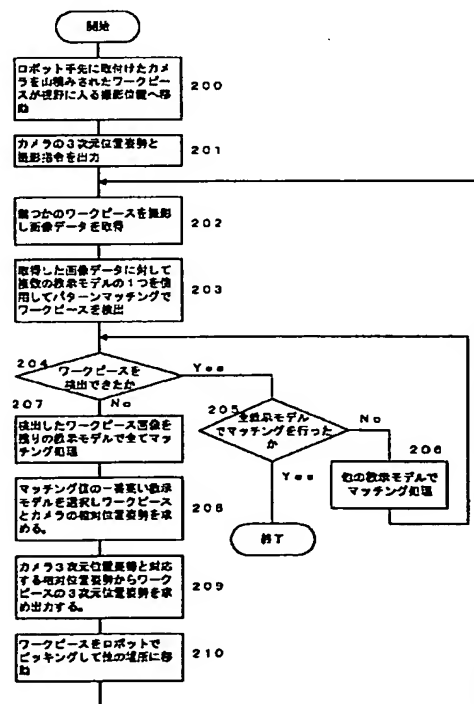 開始
ロボット手先に取付けたカメ
ラを山積みされたワークピー
スが視野に入る撮影位置へ移
動
200
カメラの3次元位置姿勢と
撮影指令を出力
201
幾つかのワークピースを撮影
し画像データを取得
202
取得した画像データに対して
複数の教示モデルの1つを使
用してパターンマッチングで
ワークピースを検出
203
204
ワークピースを
検出できたか
Yes
No
205
全教示モデル
でマッチングを行った
か
No
Yes
206
他の教示モデルで
マッチング処理
終了
207
検出したワークピース画像を
残りの教示モデルで全てマッ
チング処理
マッチング値の一番高い教示
モデルを選択しワークピース
とカメラの相対位置姿勢を求
める。
208
カメラ3次元位置姿勢と対応
する相対位置姿勢からワーク
ピースの3次元位置姿勢を求
め出力する。
209
ワークピースをロボットで
ピッキングして他の場所に移
動
210